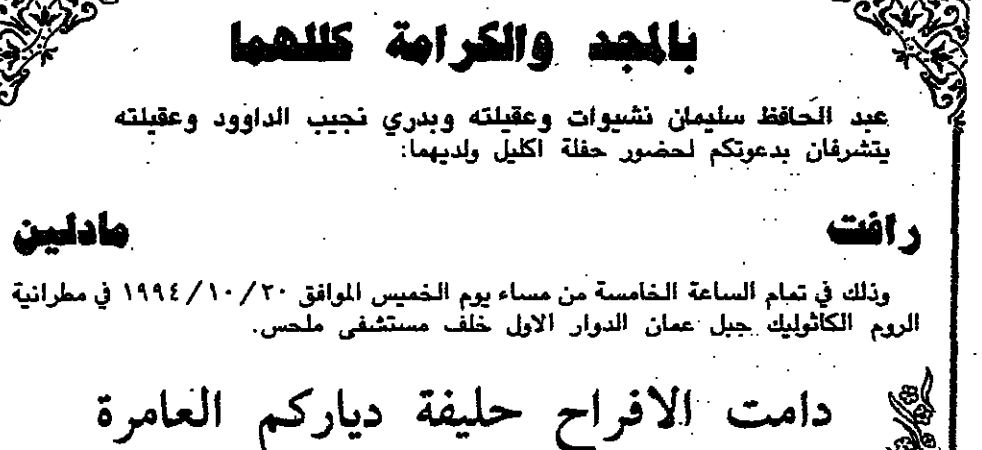 بالمجد والكرامة كللهما
عبد الحافظ سليمان نشيوات وعقيلته وبدري نجيب الداوود وعقيلته
يتشرفان بدعوتكم لحضور حفلة اكليل ولديهما:
رافت مادلين
وذلك في تمام الساعة الخامسة من مساء يوم الخميس الموافق ٢٠/١٠/١٩٩٤ في مطرانية
الروم الكاثوليك جبل عمان الدوار الاول خلف مستشفى ملحس.
دامت الافراح حليفة دياركم العامرة